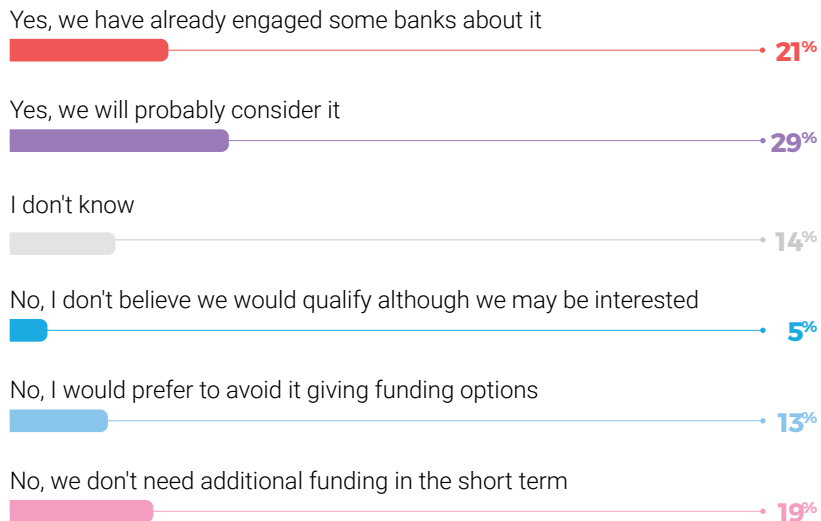 Yes, we have already engaged some banks about it
21%
Yes, we will probably consider it
29%
I don't know
14%
No, I don't believe we would qualify although we may be interested
5%
No, I would prefer to avoid it giving funding options
13%
No, we don't need additional funding in the short term
19%